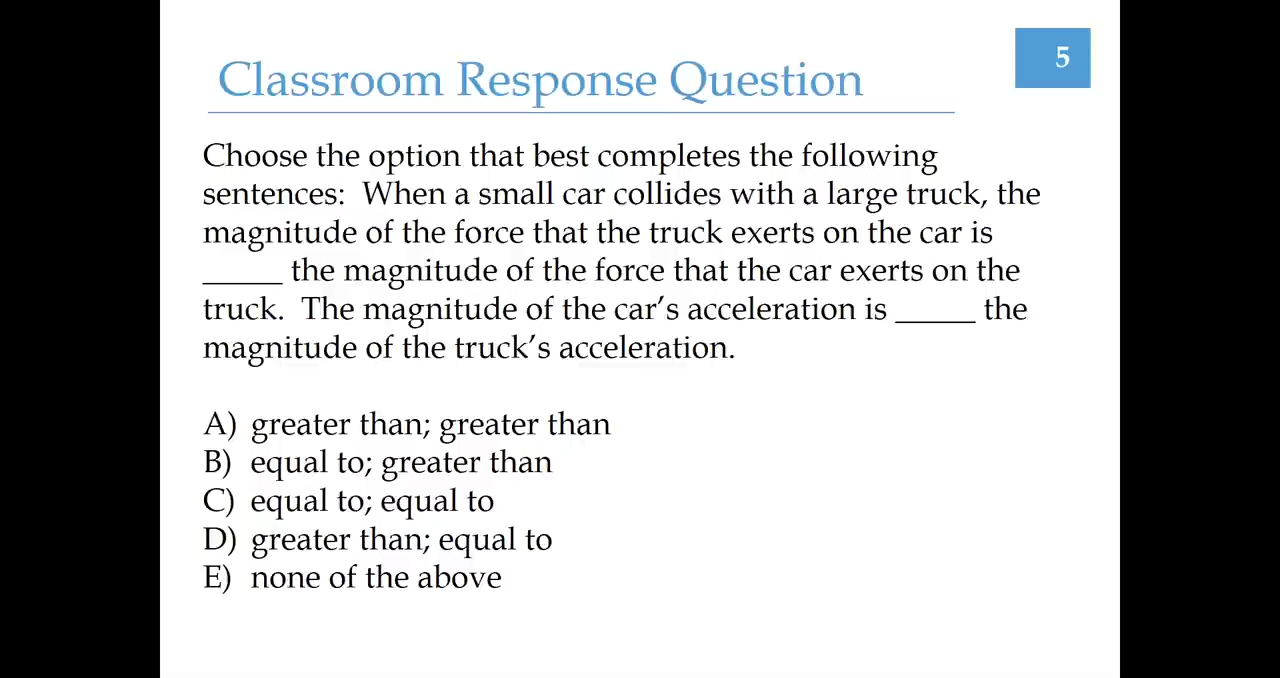 5
Classroom Response Question
Choose the option that best completes the following
sentences:  When a small car collides with a large truck, the
magnitude of the force that the truck exerts on the car is
_____ the magnitude of the force that the car exerts on the
truck.  The magnitude of the car’s acceleration is _____ the
magnitude of the truck’s acceleration.
A)  greater than; greater than
B)  equal to; greater than
C)  equal to; equal to
D)  greater than; equal to
E)  none of the above